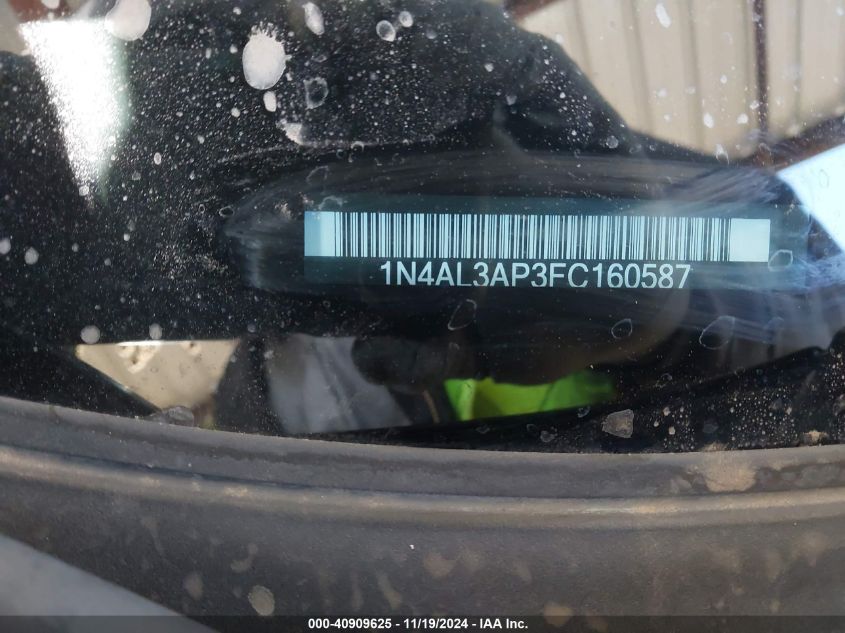 1N4AL3AP3FC160587
000-40909625 - 11/19/2024 - IAA Inc.